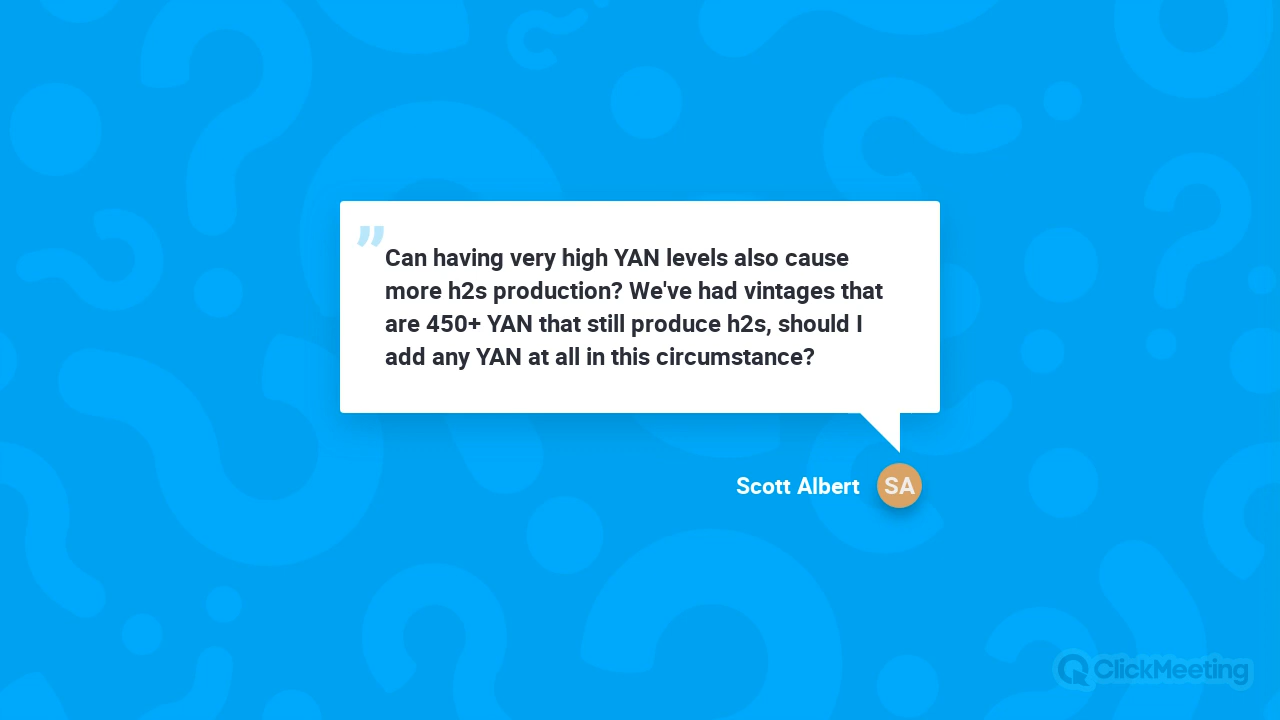 "
Can having very high YAN levels also cause
more h2s production? We've had vintages that
are 450+ YAN that still produce h2s, should I
add any YAN at all in this circumstance?
Scott Albert
SA
ClickMeeting